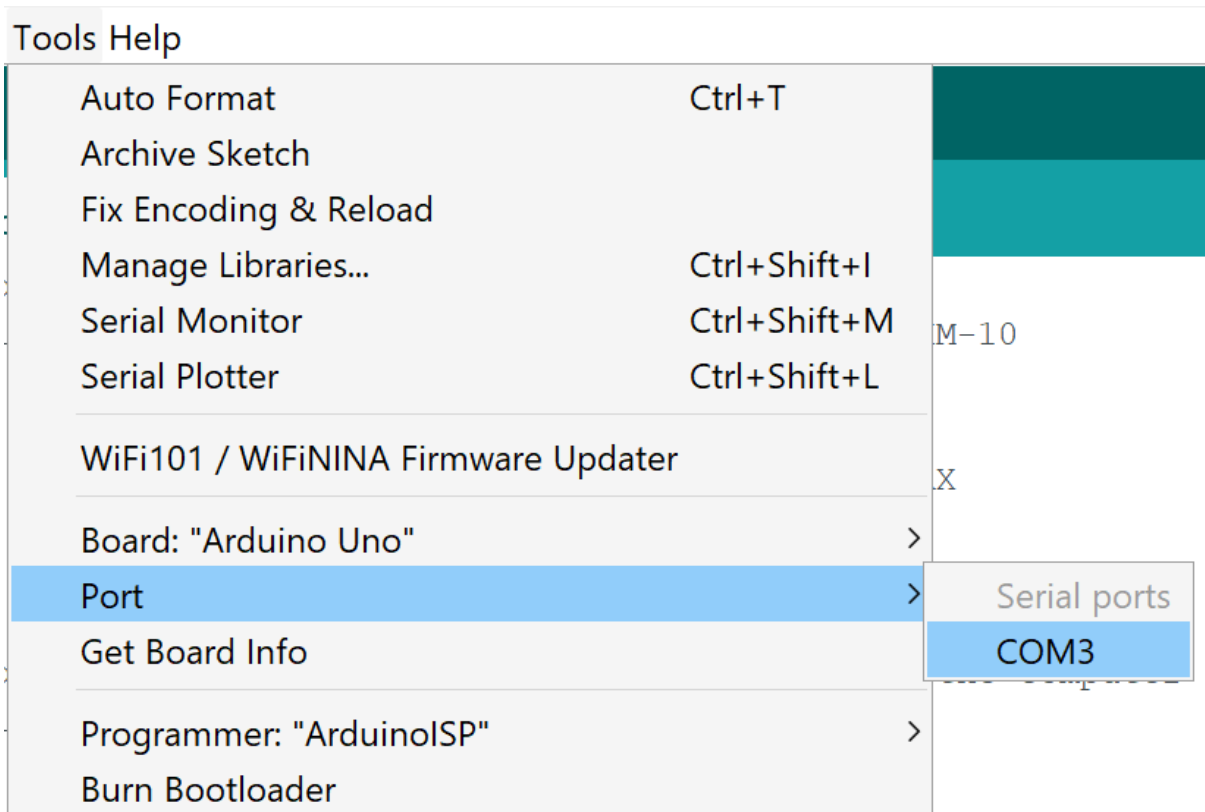 Tools Help
Auto Format Ctrl+T
Archive Sketch
Fix Encoding & Reload
Manage Libraries... Ctrl+Shift+I
Serial Monitor Ctrl+Shift+M
Serial Plotter Ctrl+Shift+L
M-10
WiFi101 / WiFiNINA Firmware Updater
X
Board: "Arduino Uno"
Port
Serial ports
Get Board Info
COM3
Programmer: "ArduinoISP"
Burn Bootloader